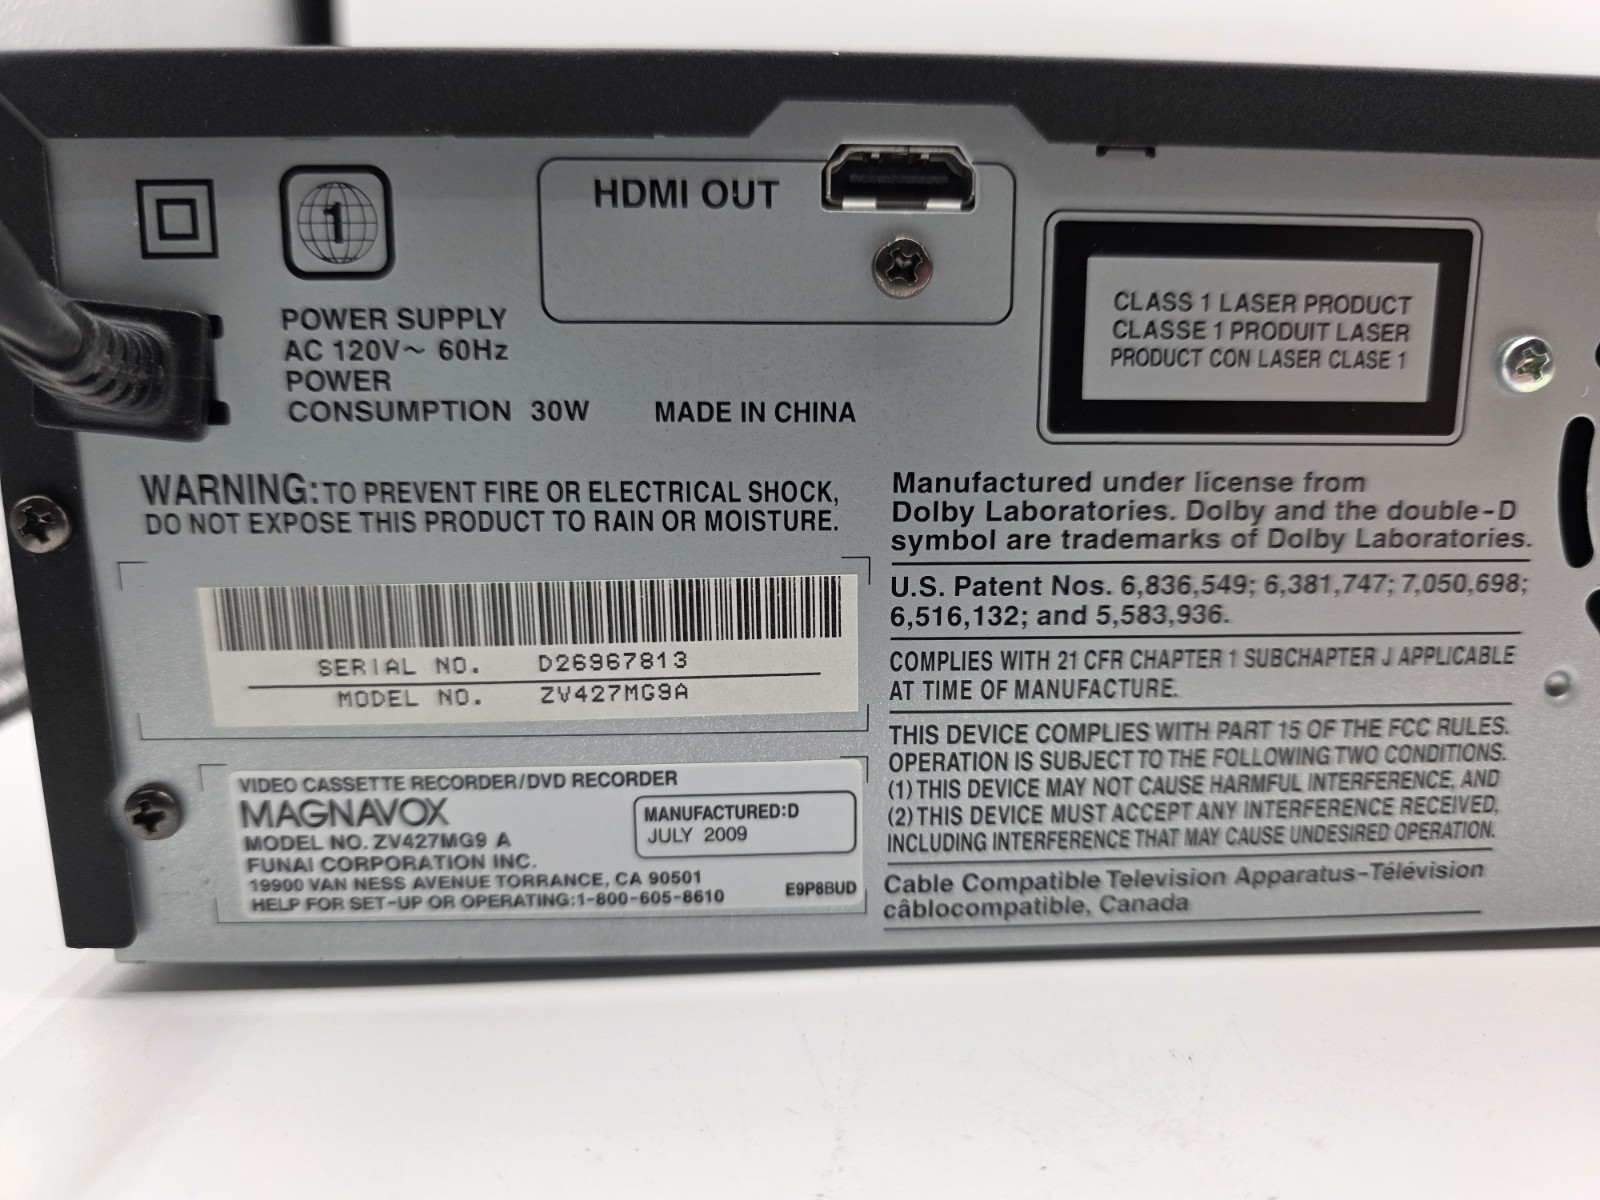 1
HDMI OUT
POWER SUPPLY
AC 120V~ 60Hz
POWER
CONSUMPTION 30W
MADE IN CHINA
CLASS 1 LASER PRODUCT
CLASSE 1 PRODUIT LASER
PRODUCT CON LASER CLASE 1
WARNING: TO PREVENT FIRE OR ELECTRICAL SHOCK,
DO NOT EXPOSE THIS PRODUCT TO RAIN OR MOISTURE.
SERIAL NO. D26967813
MODEL NO. ZV427MG9A
VIDEO CASSETTE RECORDER/DVD RECORDER
MAGNAVOX
MODEL NO. ZV427MG9 A
FUNAI CORPORATION INC.
19900 VAN NESS AVENUE TORRANCE, CA 90501
HELP FOR SET-UP OR OPERATING:1-800-605-8610
MANUFACTURED:D
JULY 2009
E9P8BUD
Manufactured under license from
Dolby Laboratories. Dolby and the double-D
symbol are trademarks of Dolby Laboratories.
U.S. Patent Nos. 6,836,549; 6,381,747; 7,050,698;
6,516,132; and 5,583,936.
COMPLIES WITH 21 CFR CHAPTER 1 SUBCHAPTER J APPLICABLE
AT TIME OF MANUFACTURE.
THIS DEVICE COMPLIES WITH PART 15 OF THE FCC RULES.
OPERATION IS SUBJECT TO THE FOLLOWING TWO CONDITIONS.
(1) THIS DEVICE MAY NOT CAUSE HARMFUL INTERFERENCE, AND
(2) THIS DEVICE MUST ACCEPT ANY INTERFERENCE RECEIVED,
INCLUDING INTERFERENCE THAT MAY CAUSE UNDESIRED OPERATION.
Cable Compatible Television Apparatus-Télévision
câblocompatible, Canada